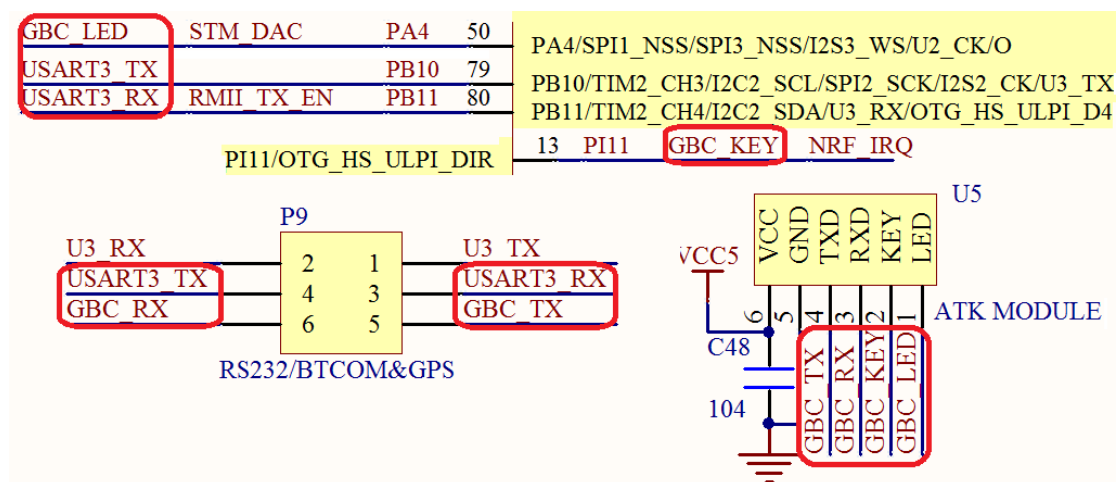 GBC_LED STM_DAC PA4 50 PA4/SPI1_NSS/SPI3_NSS/I2S3_WS/U2_CK/O
USART3_TX PB10 79 PB10/TIM2_CH3/I2C2_SCL/SPI2_SCK/I2S2_CK/U3_TX
USART3_RX RMII_TX_EN PB11 80 PB11/TIM2_CH4/I2C2_SDA/U3_RX/OTG_HS_ULPI_D4
PI11/OTG_HS_ULPI_DIR 13 PI11 GBC_KEY NRF_IRQ
P9
U3_RX 2 1 U3_TX
USART3_TX 4 3 USART3_RX
GBC_RX 6 5 GBC_TX
RS232/BTCOM&GPS
U5
VCC GND TXD RXD KEY LED
VCC5
6 5 4 3 2 1
ATK MODULE
C48
104
GBC_TX GBC_RX GBC_KEY GBC_LED